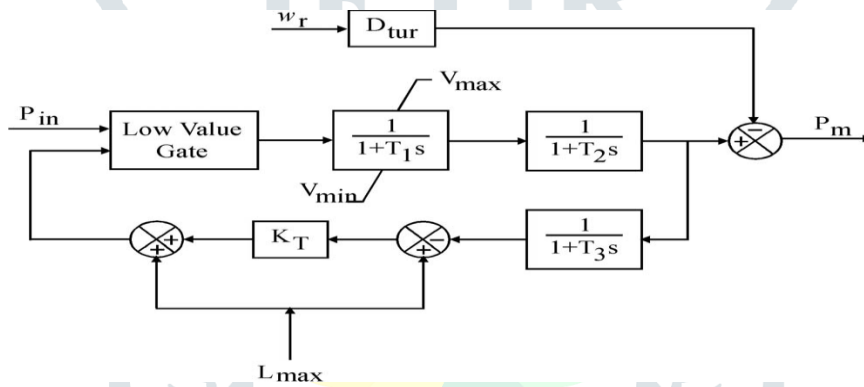 w_r
D_tur
V_max
P_in
Low Value
Gate
1
1+T_1 s
1
1+T_2 s
−
+
P_m
V_min
+
+
K_T
−
+
1
1+T_3 s
L_max